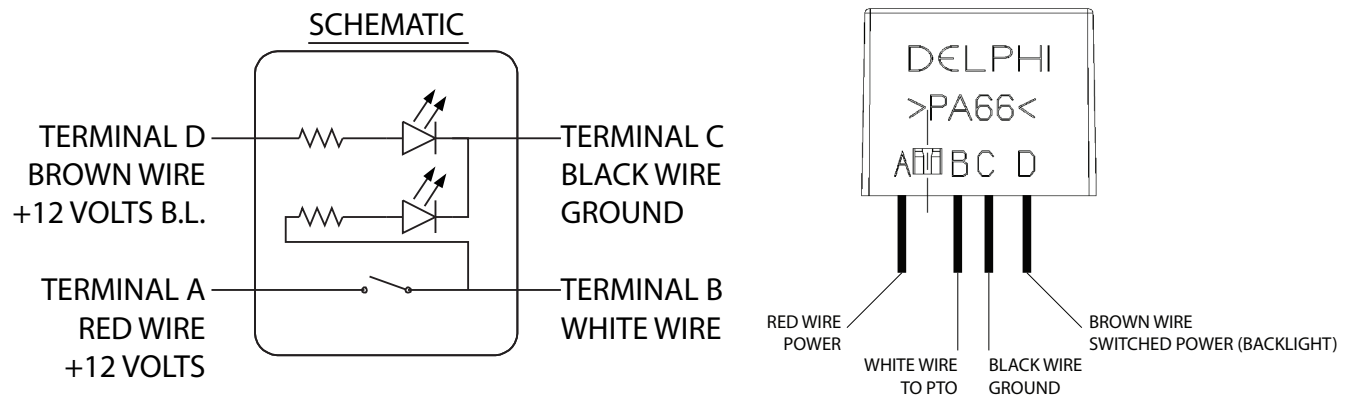 SCHEMATIC
TERMINAL D
BROWN WIRE
+12 VOLTS B.L.
TERMINAL C
BLACK WIRE
GROUND
TERMINAL A
RED WIRE
+12 VOLTS
TERMINAL B
WHITE WIRE
DELPHI
>PA66<
A B C D
RED WIRE
POWER
WHITE WIRE
TO PTO
BLACK WIRE
GROUND
BROWN WIRE
SWITCHED POWER (BACKLIGHT)